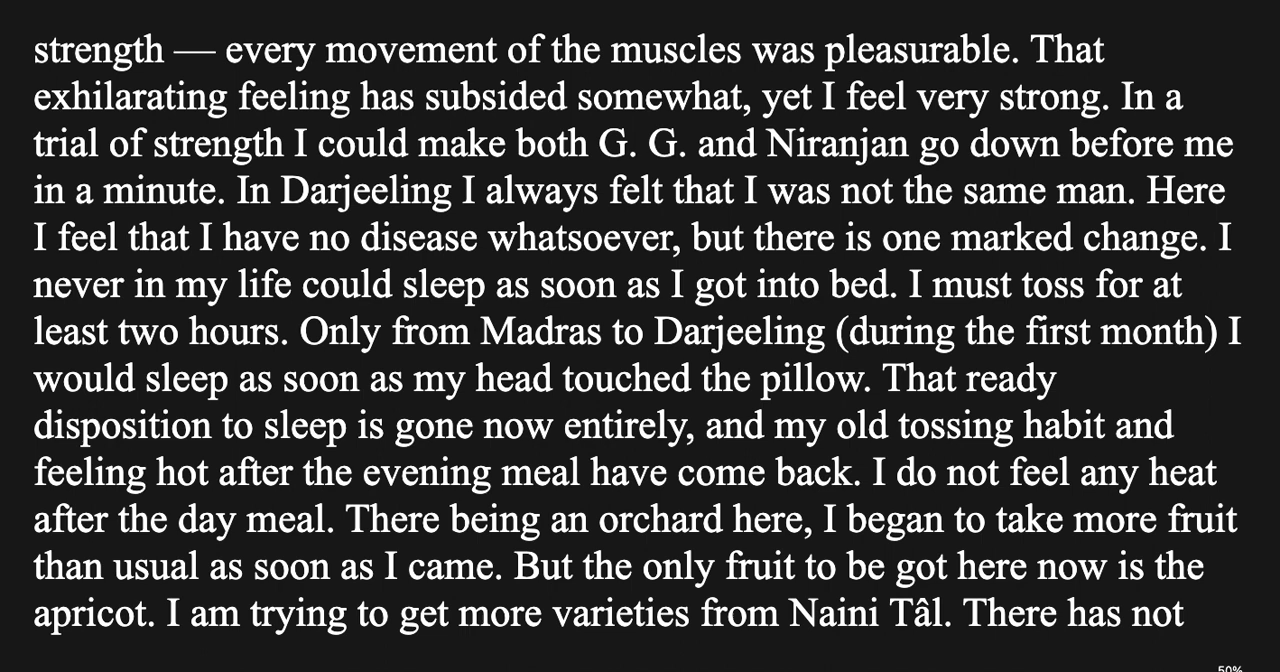 strength — every movement of the muscles was pleasurable. That
exhilarating feeling has subsided somewhat, yet I feel very strong. In a
trial of strength I could make both G. G. and Niranjan go down before me
in a minute. In Darjeeling I always felt that I was not the same man. Here
I feel that I have no disease whatsoever, but there is one marked change. I
never in my life could sleep as soon as I got into bed. I must toss for at
least two hours. Only from Madras to Darjeeling (during the first month) I
would sleep as soon as my head touched the pillow. That ready
disposition to sleep is gone now entirely, and my old tossing habit and
feeling hot after the evening meal have come back. I do not feel any heat
after the day meal. There being an orchard here, I began to take more fruit
than usual as soon as I came. But the only fruit to be got here now is the
apricot. I am trying to get more varieties from Naini Tâl. There has not
50%